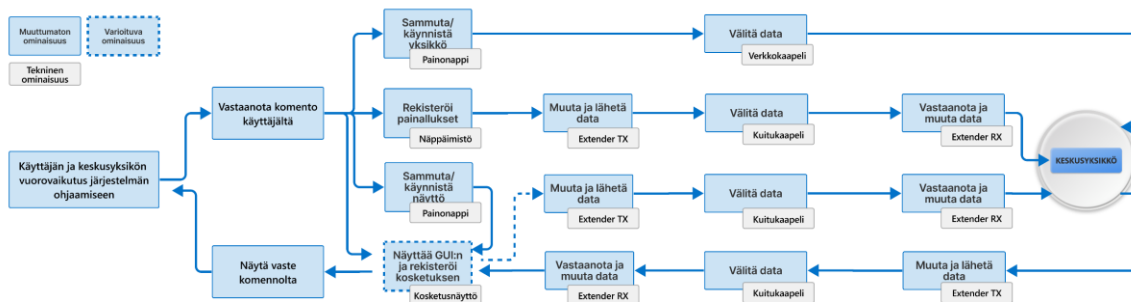 Muuttumaton
ominaisuus
Varioituva
ominaisuus
Tekninen
ominaisuus
Käyttäjän ja keskusyksikön
vuorovaikutus järjestelmän
ohjaamiseen
Vastaanota komento
käyttäjältä
Näytä vaste
komennolta
Sammuta/
käynnistä
yksikkö
Painonappi
Välitä data
Verkkokaapeli
Rekisteröi
painallukset
Näppäimistö
Muuta ja lähetä
data
Extender TX
Välitä data
Kuitukaapeli
Vastaanota ja
muuta data
Extender RX
KESKUSYKSIKKÖ
Sammuta/
käynnistä
näyttö
Painonappi
Muuta ja lähetä
data
Extender TX
Välitä data
Kuitukaapeli
Vastaanota ja
muuta data
Extender RX
Näyttää GUI:n
ja rekisteröi
kosketuksen
Kosketusnäyttö
Vastaanota ja
muuta data
Extender RX
Välitä data
Kuitukaapeli
Muuta ja lähetä
data
Extender TX